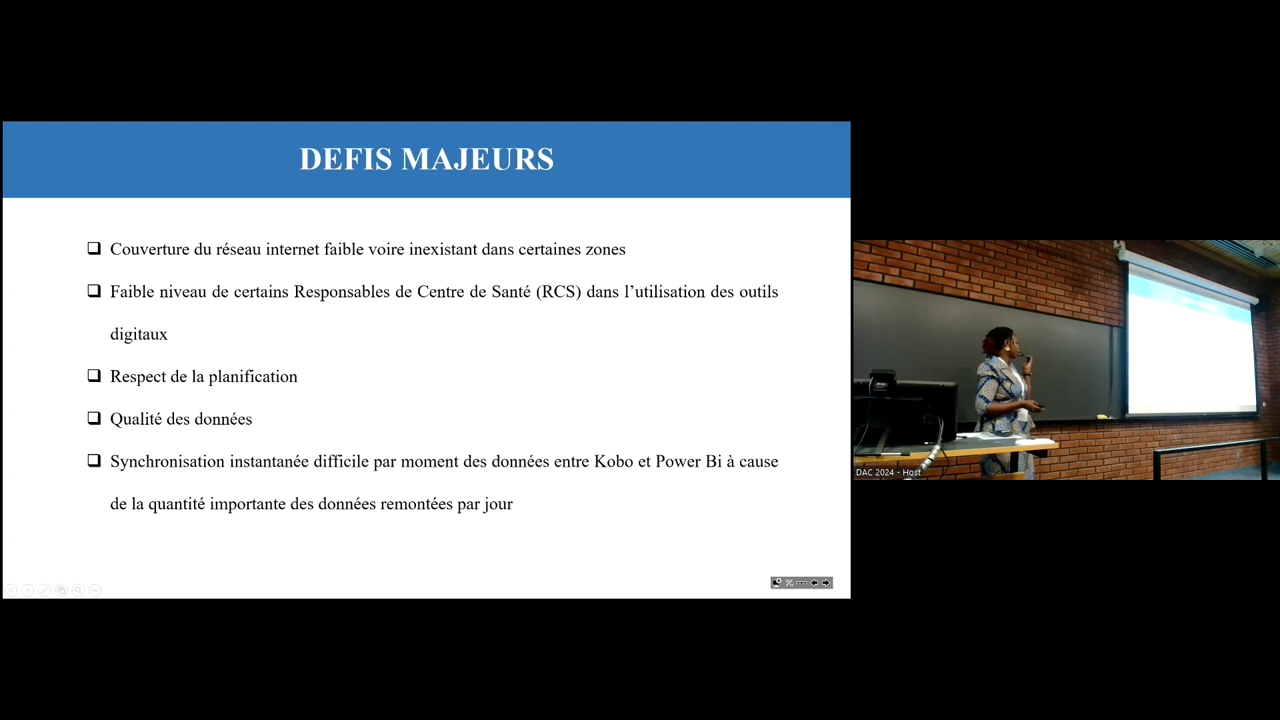 DEFIS MAJEURS
❑ Couverture du réseau internet faible voire inexistant dans certaines zones
❑ Faible niveau de certains Responsables de Centre de Santé (RCS) dans l’utilisation des outils
digitaux
❑ Respect de la planification
❑ Qualité des données
❑ Synchronisation instantanée difficile par moment des données entre Kobo et Power Bi à cause
de la quantité importante des données remontées par jour
DAC 2024 - Host